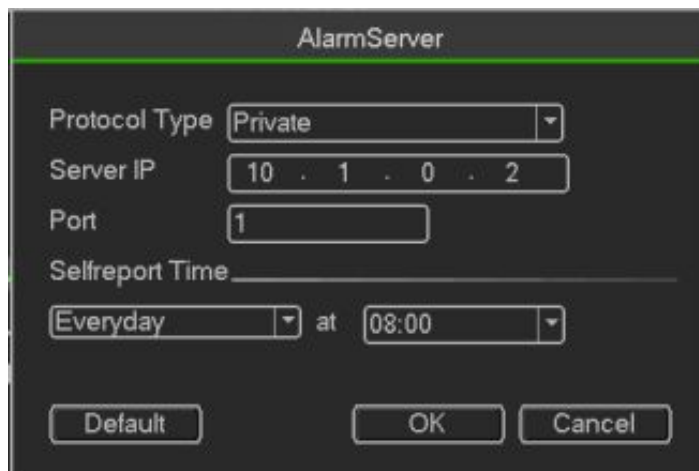 AlarmServer
Protocol Type Private
Server IP 10 . 1 . 0 . 2
Port 1
Selfreport Time
Everyday at 08:00
Default OK Cancel